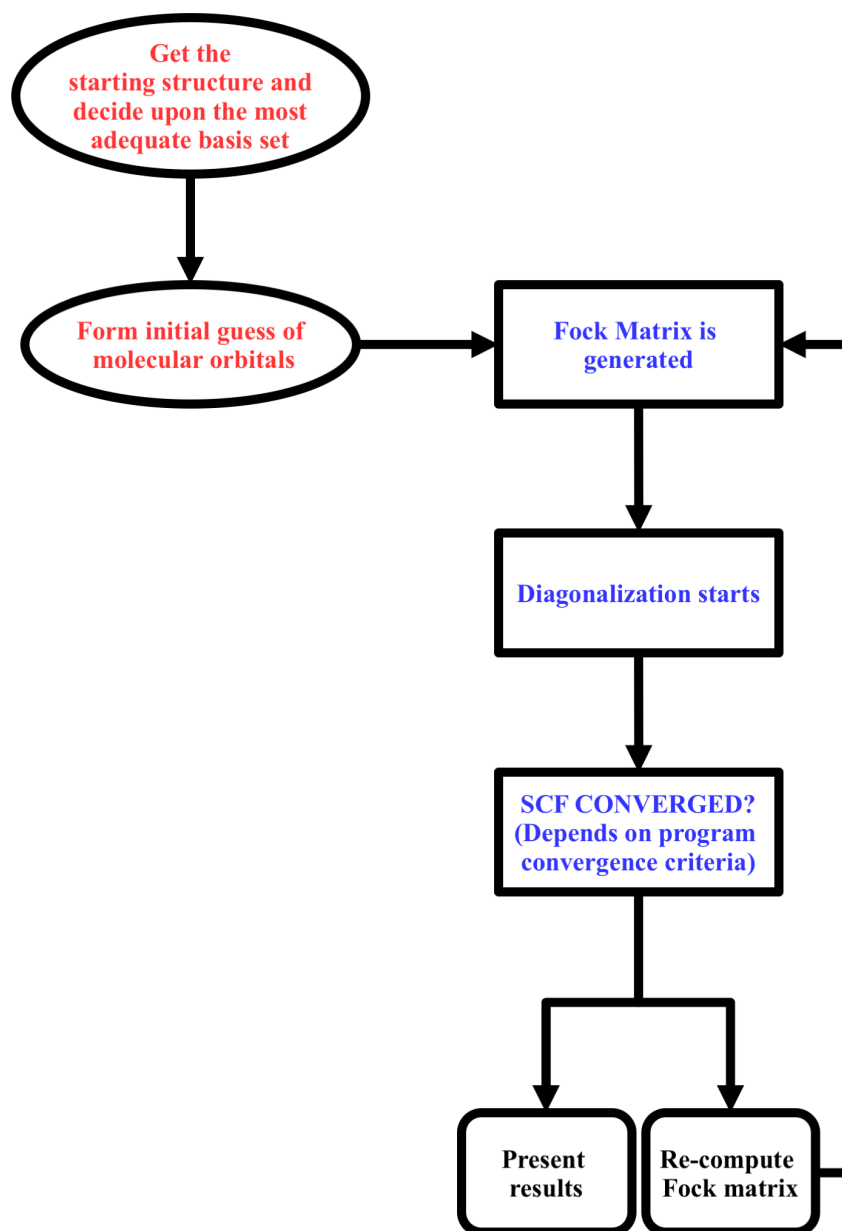 Get the
starting structure and
decide upon the most
adequate basis set
Form initial guess of
molecular orbitals
Fock Matrix is
generated
Diagonalization starts
SCF CONVERGED?
(Depends on program
convergence criteria)
Present
results
Re-compute
Fock matrix